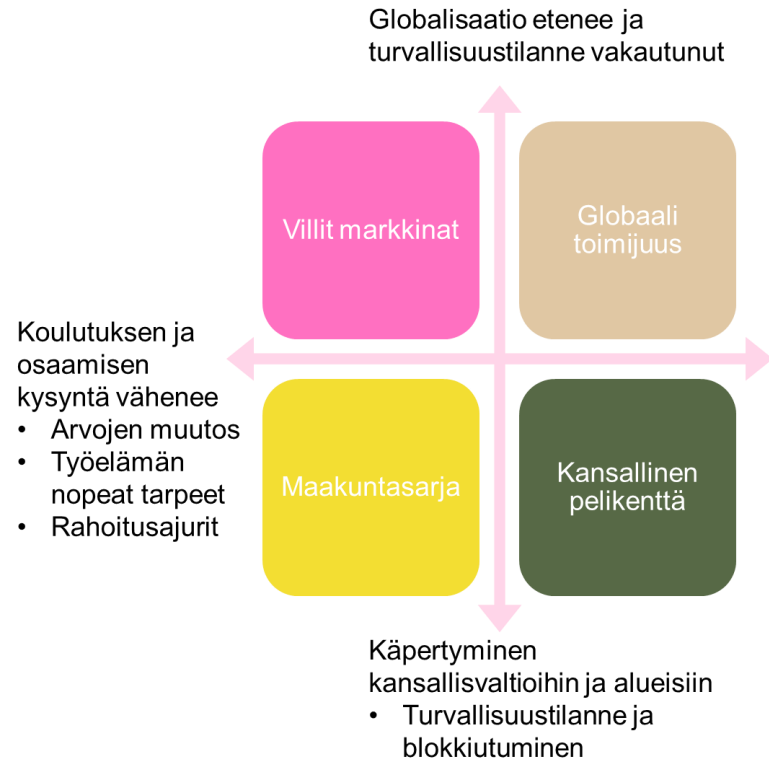 Globalisaatio etenee ja
turvallisuustilanne vakautunut
Villit markkinat
Globaali
toimijuus
Koulutuksen ja
osaamisen
kysyntä vähenee
• Arvojen muutos
• Työelämän
nopeat tarpeet
• Rahoitusajurit
Maakuntasarja
Kansallinen
pelikenttä
Käpertyminen
kansallisvaltioihin ja alueisiin
• Turvallisuustilanne ja
blokkiutuminen